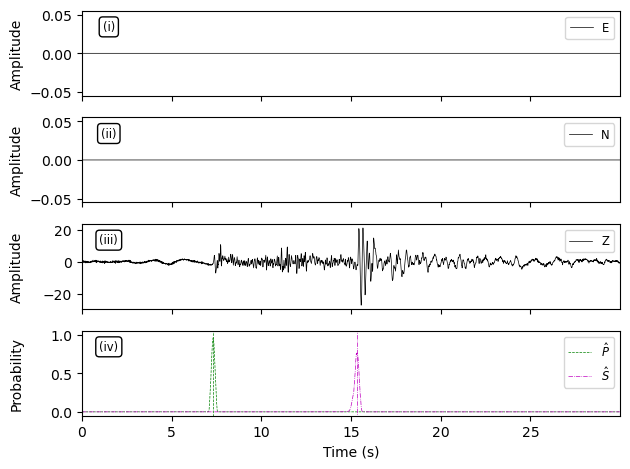 0.05
0.00
−0.05
Amplitude
(i)
E
0.05
0.00
−0.05
Amplitude
(ii)
N
20
0
−20
Amplitude
(iii)
Z
1.0
0.5
0.0
Probability
(iv)
P̂
Ŝ
0 5 10 15 20 25
Time (s)